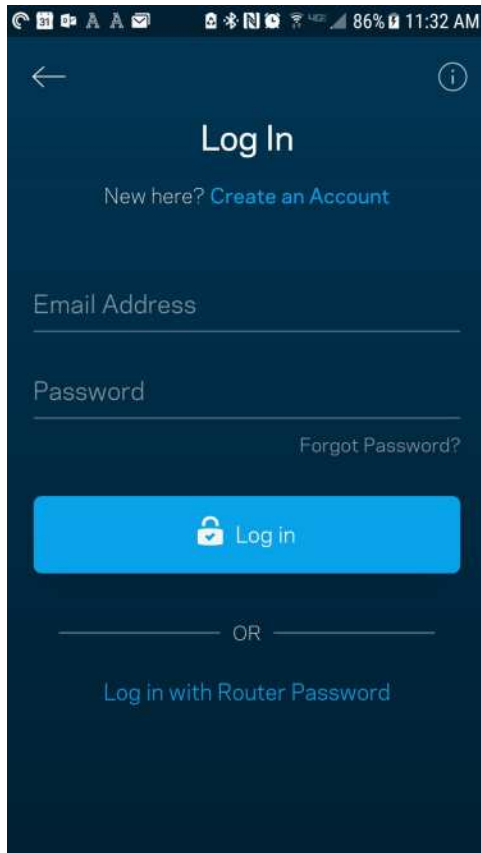 86% 11:32 AM
Log In
New here? Create an Account
Email Address
Password
Forgot Password?
Log in
OR
Log in with Router Password